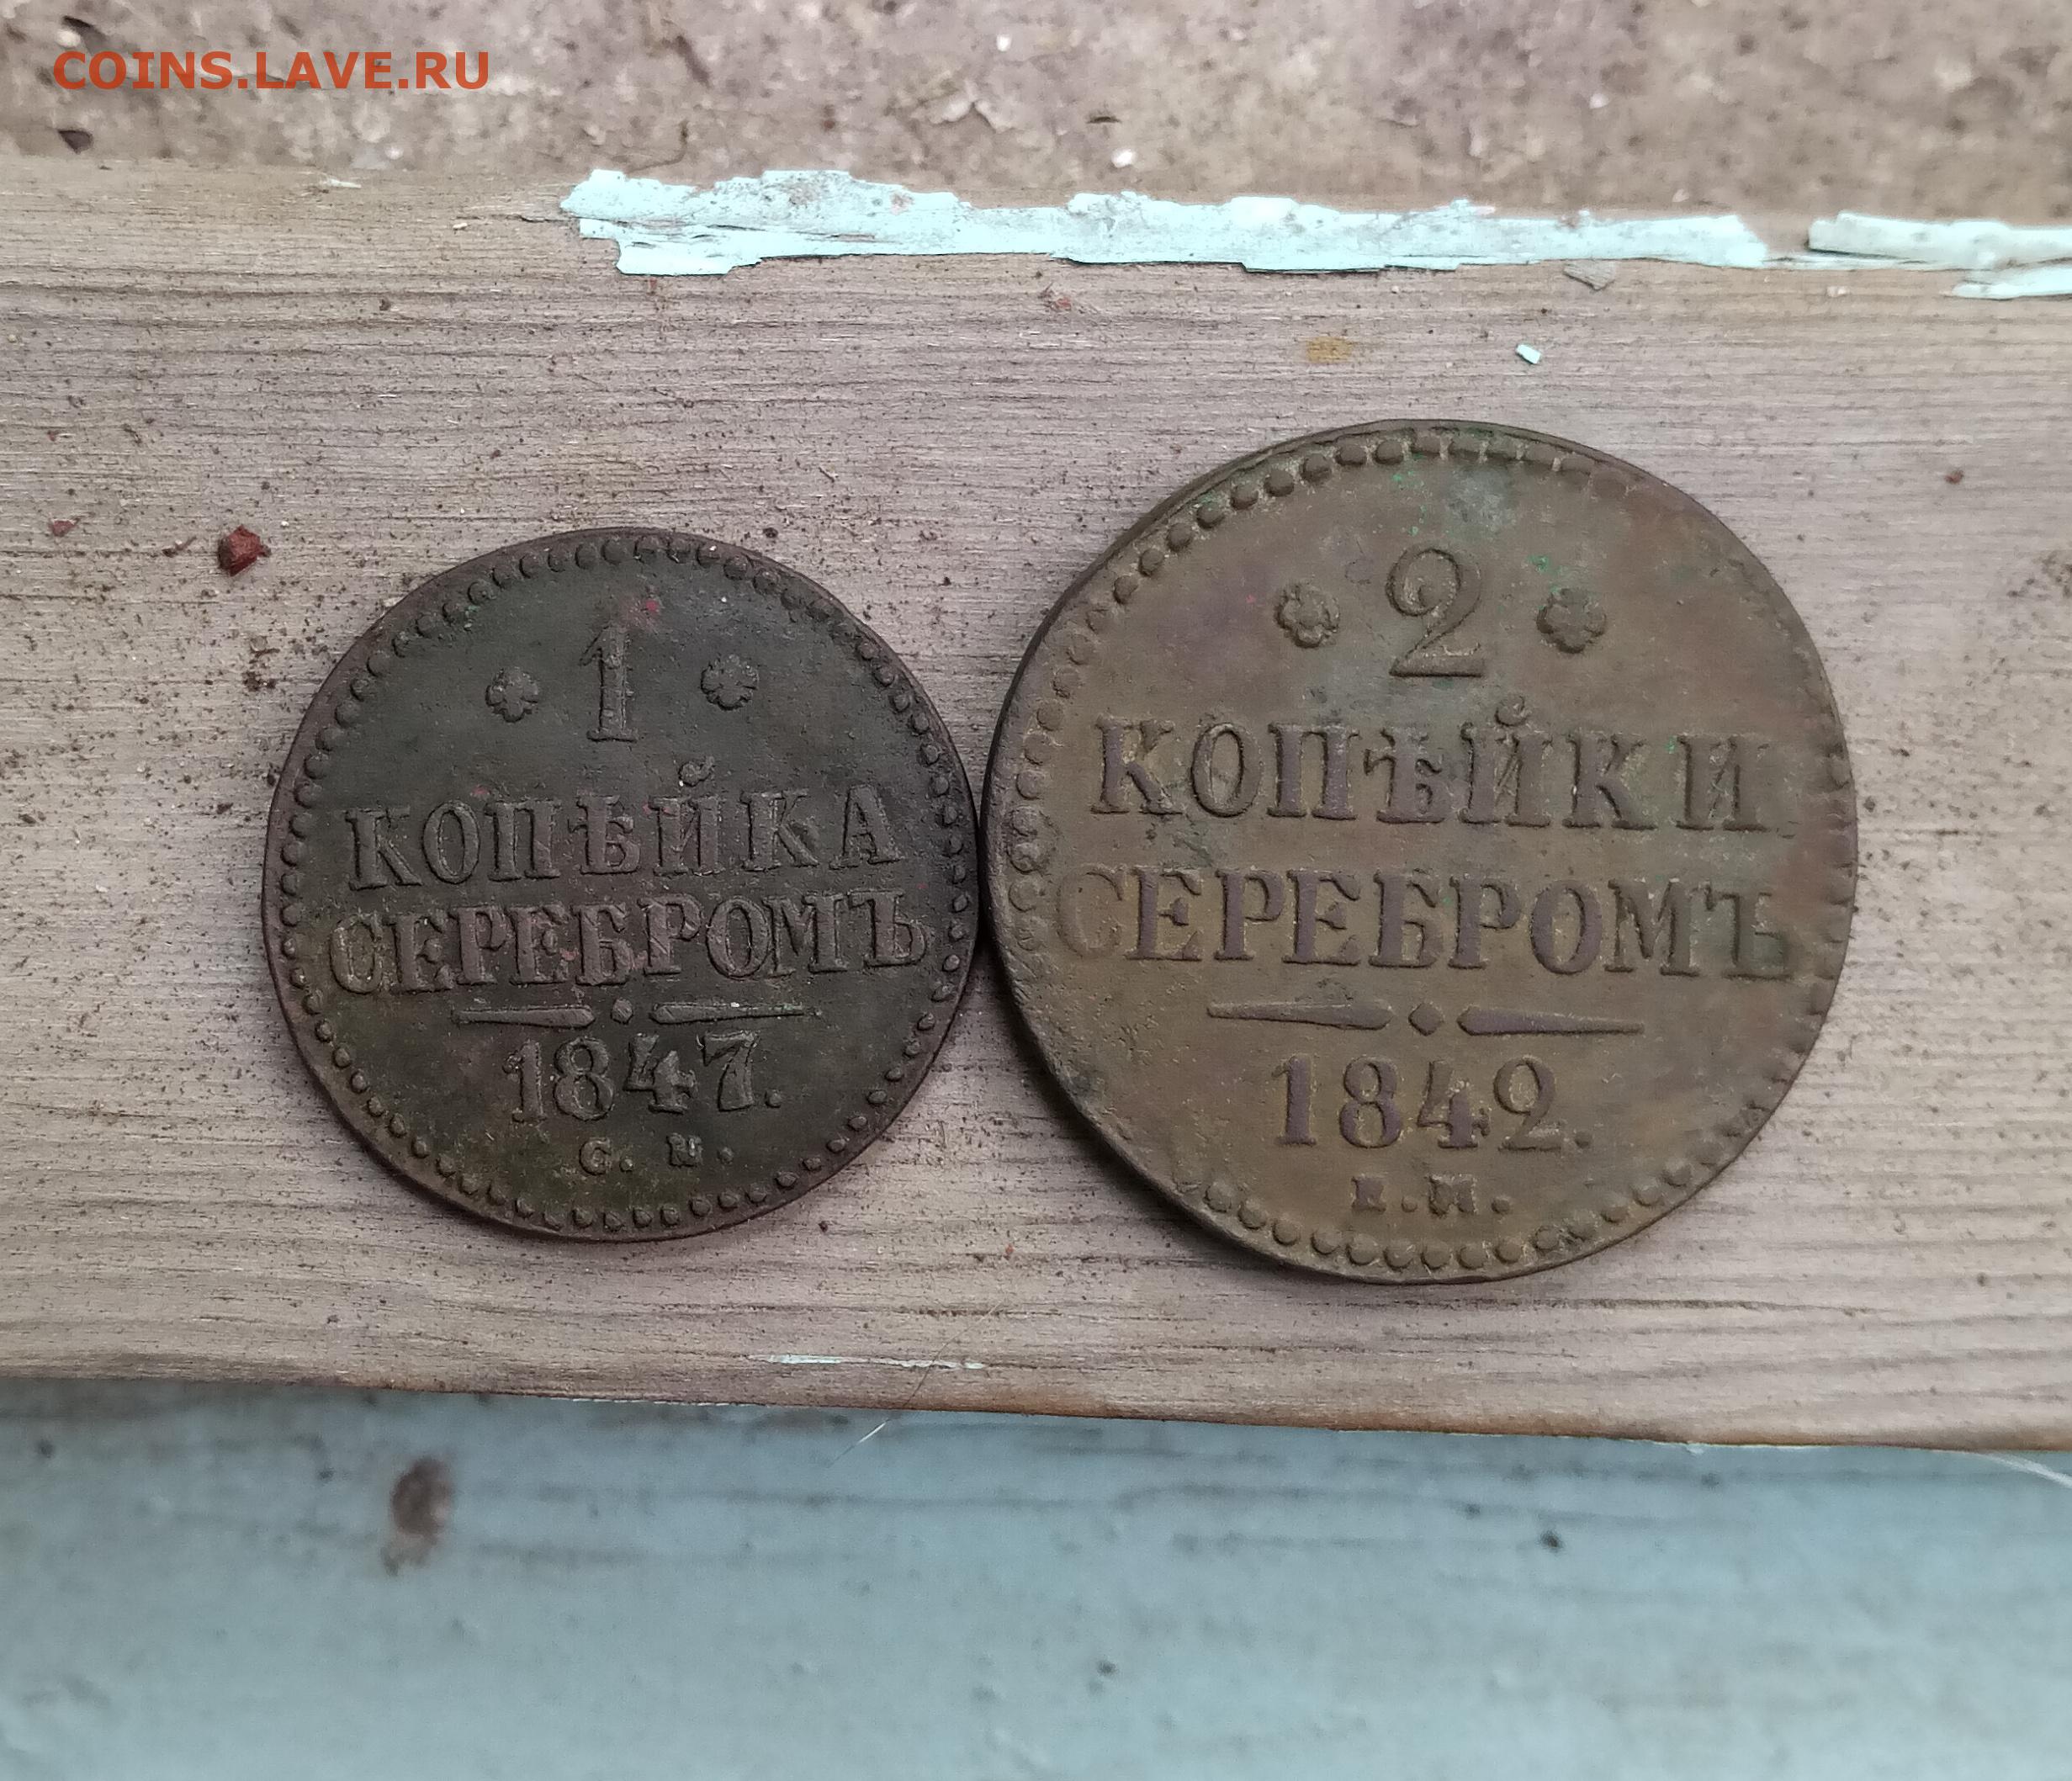 COINS.LAVE.RU
1
КОПѢЙКА
СЕРЕБРОМЪ
1847.
С. М.
2
КОПѢЙКИ
СЕРЕБРОМЪ
1842.
Е.М.